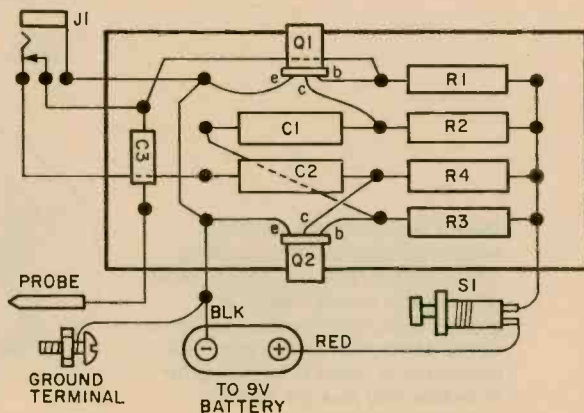 J1
Q1
e
b
c
R1
C1
R2
C3
C2
R4
c
R3
e
b
Q2
PROBE
S1
BLK
−
+
RED
GROUND
TERMINAL
TO 9V
BATTERY